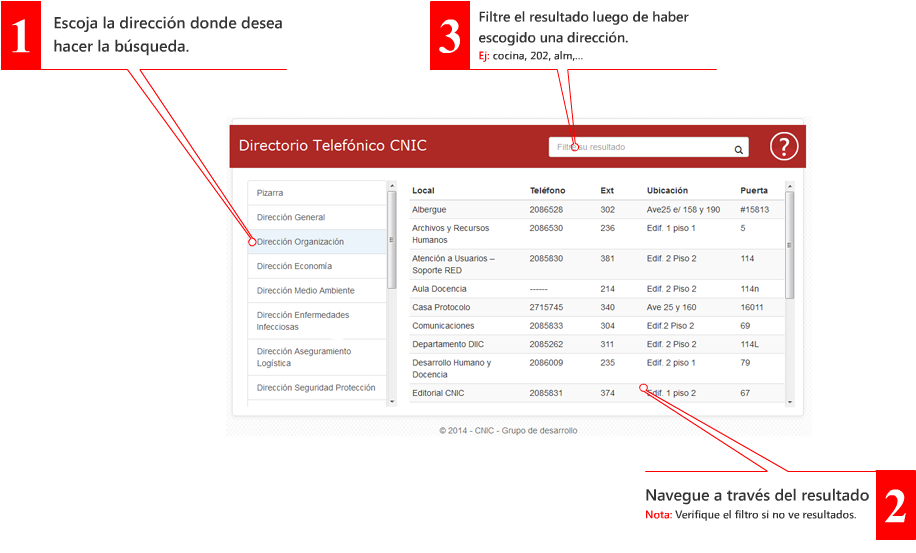 1
Escoja la dirección donde desea
hacer la búsqueda.
3
Filtre el resultado luego de haber
escogido una dirección.
Ej: cocina, 202, alm,...
Directorio Telefónico CNIC
Filtre su resultado
?
Pizarra
Dirección General
Dirección Organización
Dirección Economía
Dirección Medio Ambiente
Dirección Enfermedades
Infecciosas
Dirección Aseguramiento
Logística
Dirección Seguridad Protección
Local Teléfono Ext Ubicación Puerta
Albergue 2086528 302 Ave25 e/ 158 y 190 #15813
Archivos y Recursos
Humanos 2086530 236 Edif. 1 piso 1 5
Atención a Usuarios –
Soporte RED 2085830 381 Edif. 2 Piso 2 114
Aula Docencia ------ 214 Edif. 2 Piso 2 114n
Casa Protocolo 2715745 340 Ave 25 y 160 16011
Comunicaciones 2085833 304 Edif.2 Piso 2 69
Departamento DIIC 2085262 311 Edif. 2 Piso 2 114L
Desarrollo Humano y
Docencia 2086009 235 Edif. 2 piso 1 79
Editorial CNIC 2085831 374 Edif. 1 piso 2 67
© 2014 - CNIC - Grupo de desarrollo
Navegue a través del resultado
Nota: Verifique el filtro si no ve resultados.
2